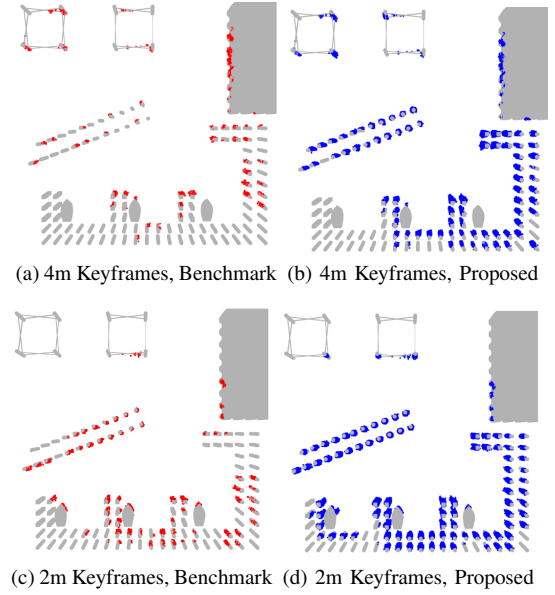 (a) 4m Keyframes, Benchmark
(b) 4m Keyframes, Proposed
(c) 2m Keyframes, Benchmark
(d) 2m Keyframes, Proposed